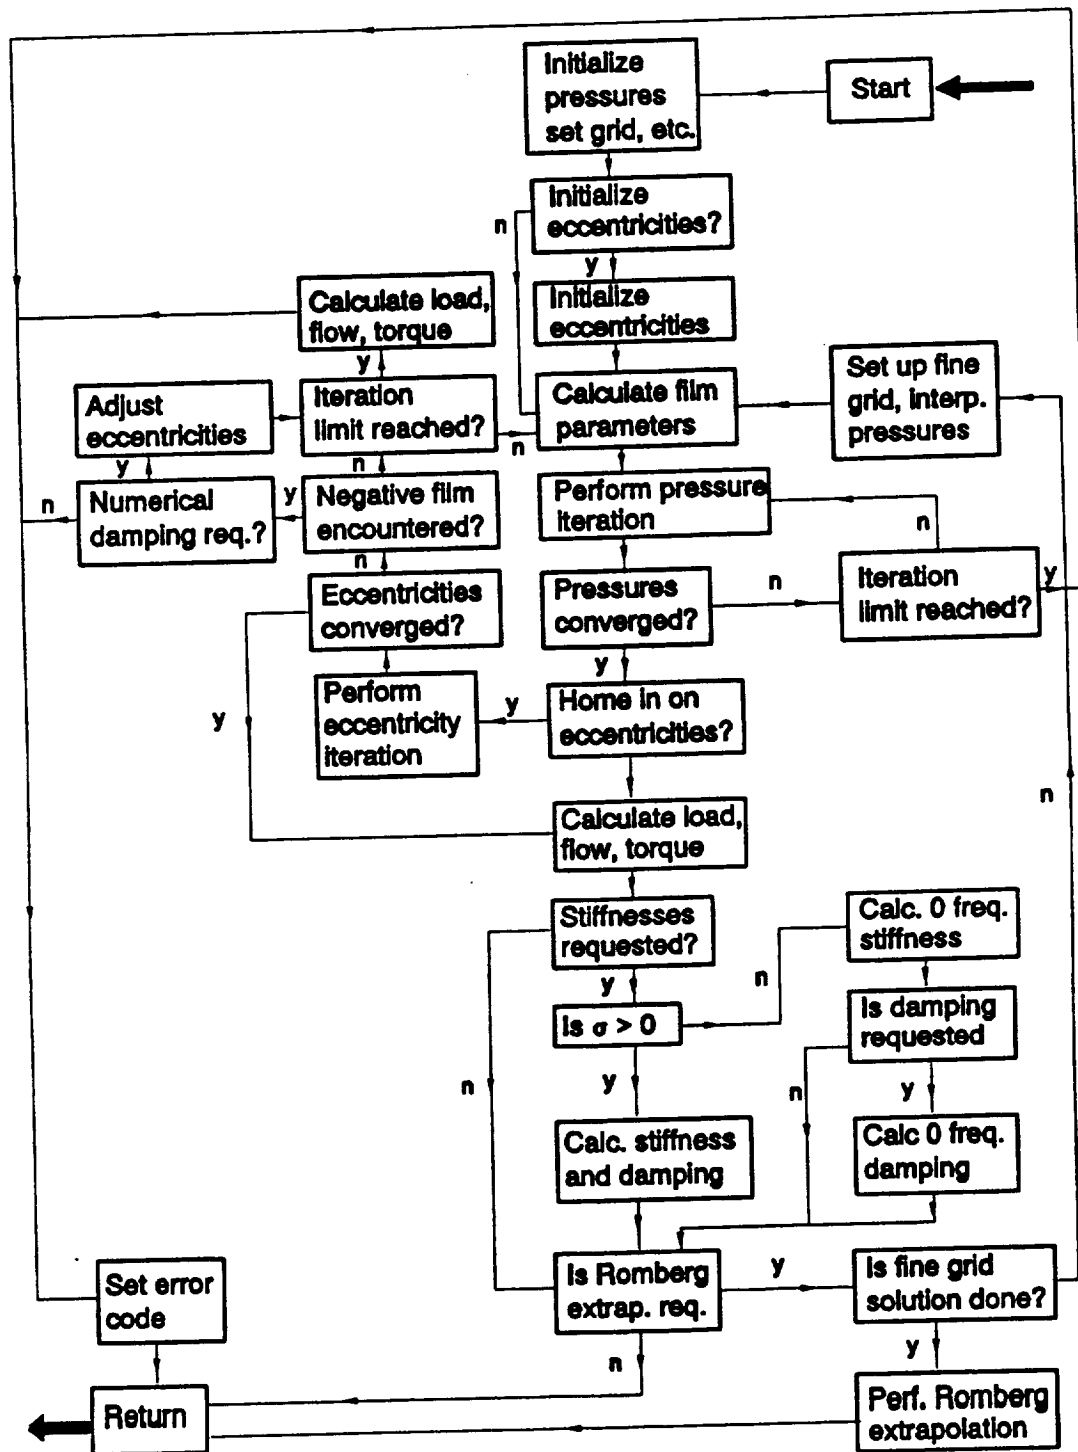 Initialize
pressures
set grid, etc.
Start
Initialize
eccentricities?
n
y
Initialize
eccentricities
Calculate load,
flow, torque
y
Adjust
eccentricities
Iteration
limit reached?
n
Calculate film
parameters
Set up fine
grid, interp.
pressures
y
n
Numerical
damping req.?
n
y
Negative film
encountered?
Perform pressure
iteration
n
n
Eccentricities
converged?
Pressures
converged?
n
Iteration
limit reached?
y
y
Perform
eccentricity
iteration
y
Home in on
eccentricities?
y
n
Calculate load,
flow, torque
Stiffnesses
requested?
Calc. 0 freq.
stiffness
y
n
Is σ > 0
Is damping
requested
n
y
n
y
Calc. stiffness
and damping
Calc 0 freq.
damping
Set error
code
Is Romberg
extrap. req.
y
Is fine grid
solution done?
n
y
Return
Perf. Romberg
extrapolation